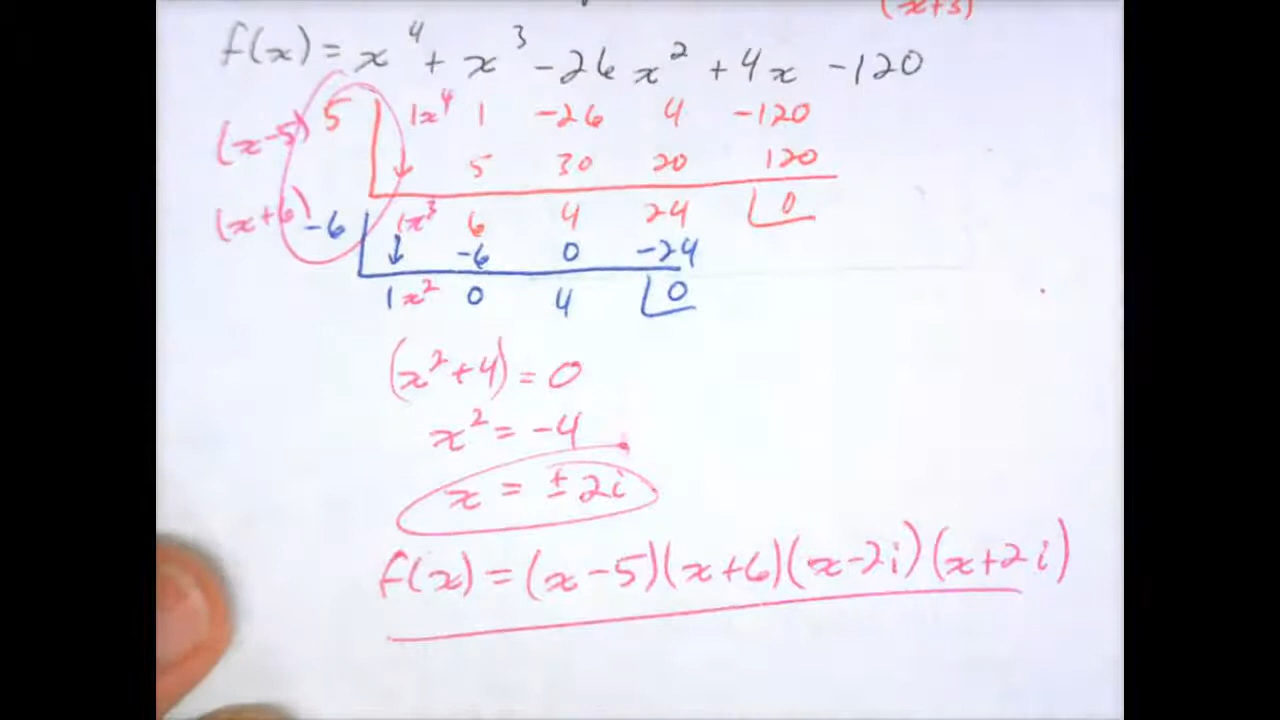 (x+3)
f(x) = x⁴ + x³ - 26x² + 4x - 120
(x-5) 5 1x⁴ 1 -26 4 -120
5 30 20 120
(x+6) -6 1x³ 6 4 24 0
-6 0 -24
1x² 0 4 0
(x²+4) = 0
x² = -4
x = ±2i
f(x) = (x-5)(x+6)(x-2i)(x+2i)